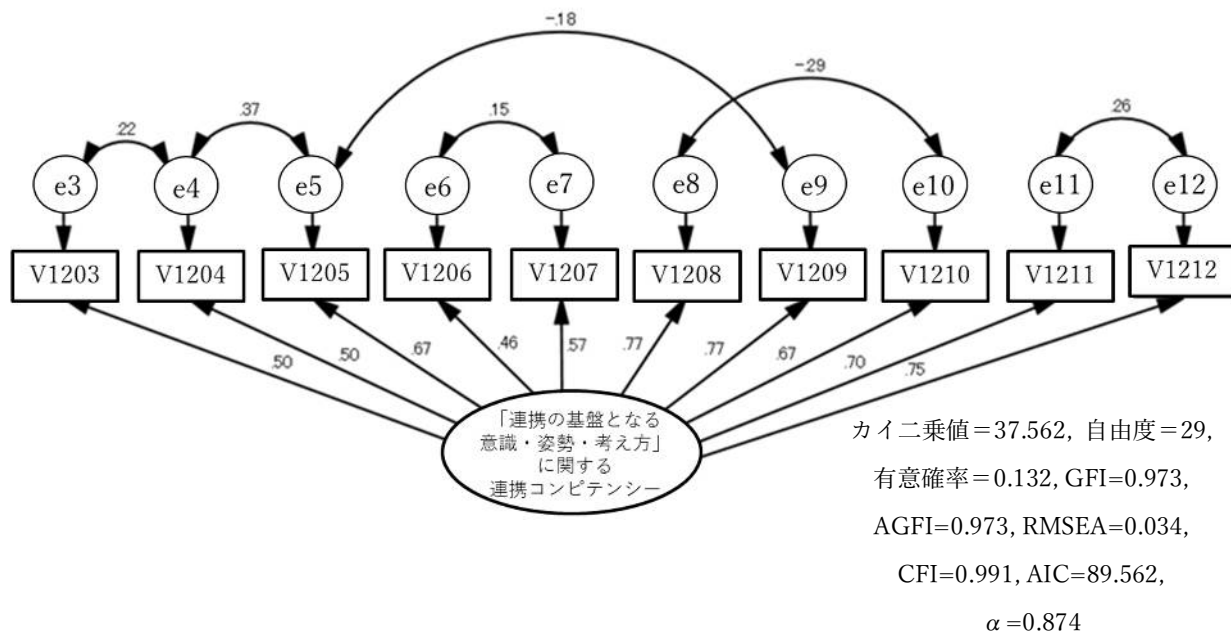 -.18
-.29
.22
.37
.15
.26
e3
e4
e5
e6
e7
e8
e9
e10
e11
e12
V1203
V1204
V1205
V1206
V1207
V1208
V1209
V1210
V1211
V1212
.50
.50
.67
.46
.57
.77
.77
.67
.70
.75
「連携の基盤となる
意識・姿勢・考え方」
に関する
連携コンピテンシー
カイ二乗値＝37.562, 自由度＝29,
有意確率＝0.132, GFI=0.973,
AGFI=0.973, RMSEA=0.034,
CFI=0.991, AIC=89.562,
α=0.874